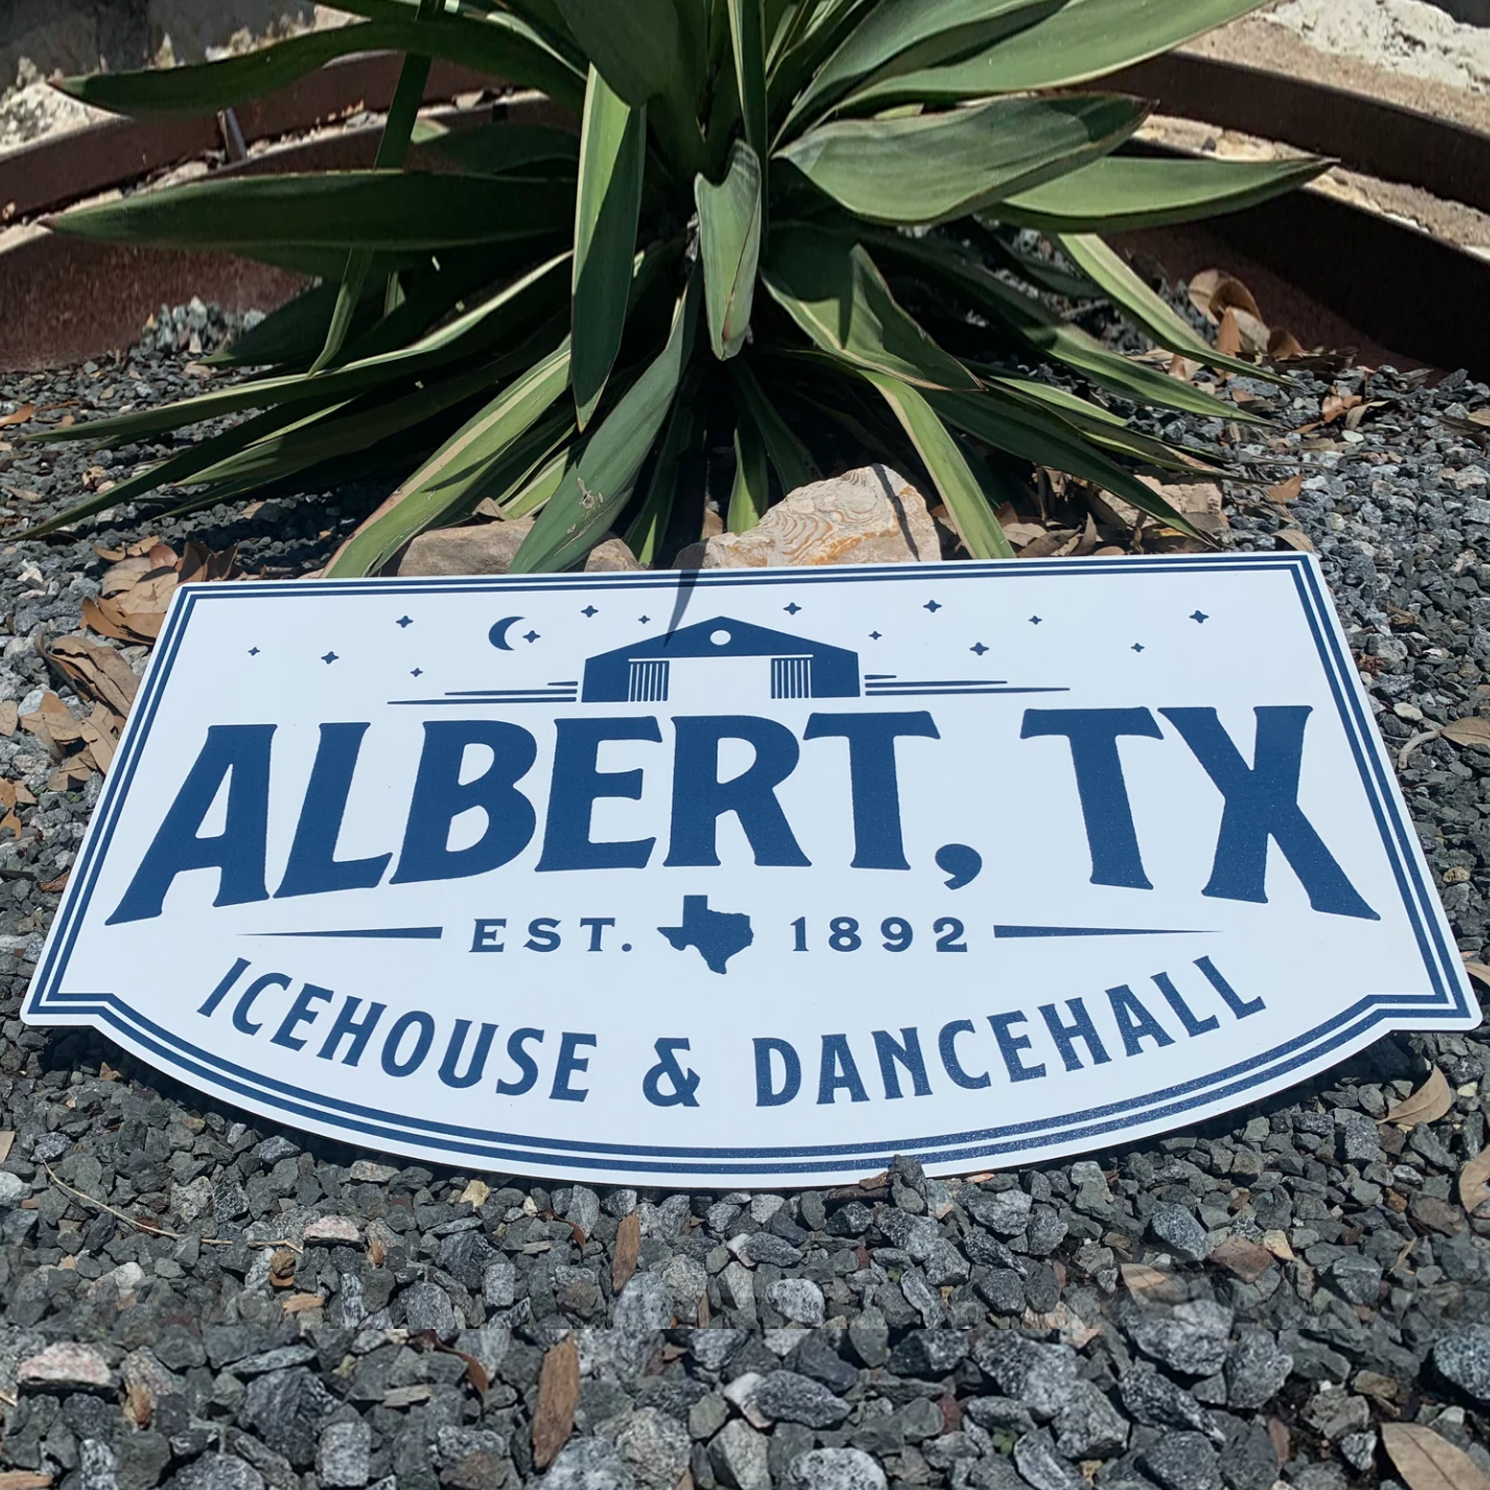 ALBERT, TX
EST. 1892
ICEHOUSE & DANCEHALL